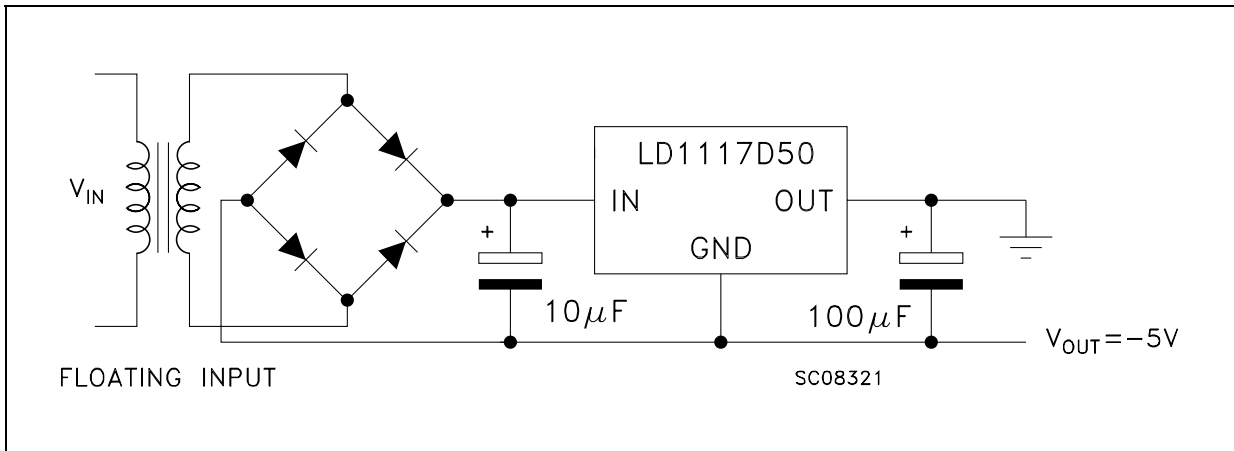 LD1117D50
V_IN
IN
OUT
+
+
GND
10μF
100μF
V_OUT=-5V
FLOATING INPUT
SC08321